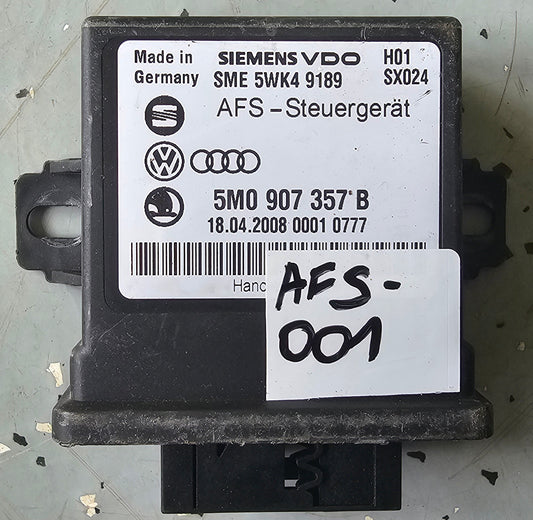 Made in SIEMENS VDO H01
Germany SME 5WK4 9189 SX024
AFS - Steuergerät
5M0 907 357 B
18.04.2008 0001 0777
Hand
AFS-
001